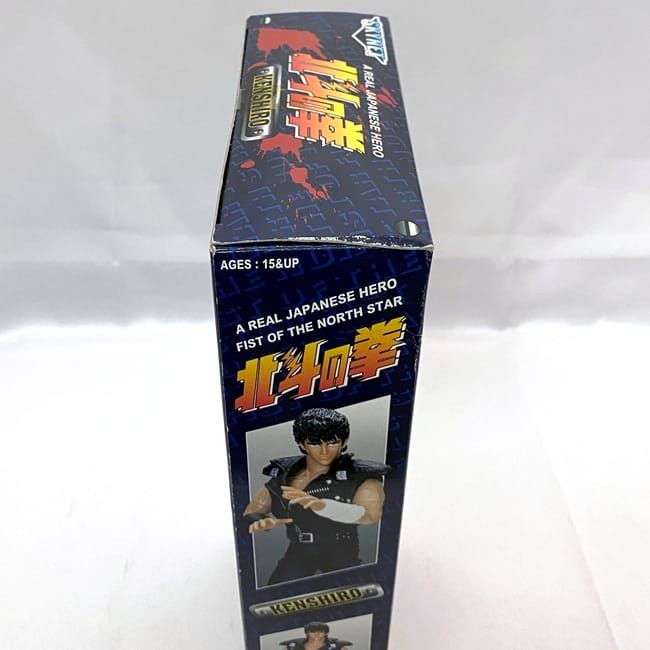 SKYNET
A REAL JAPANESE HERO
北斗の拳
KENSHIRO
AGES : 15&UP
A REAL JAPANESE HERO
FIST OF THE NORTH STAR
北斗の拳
KENSHIRO